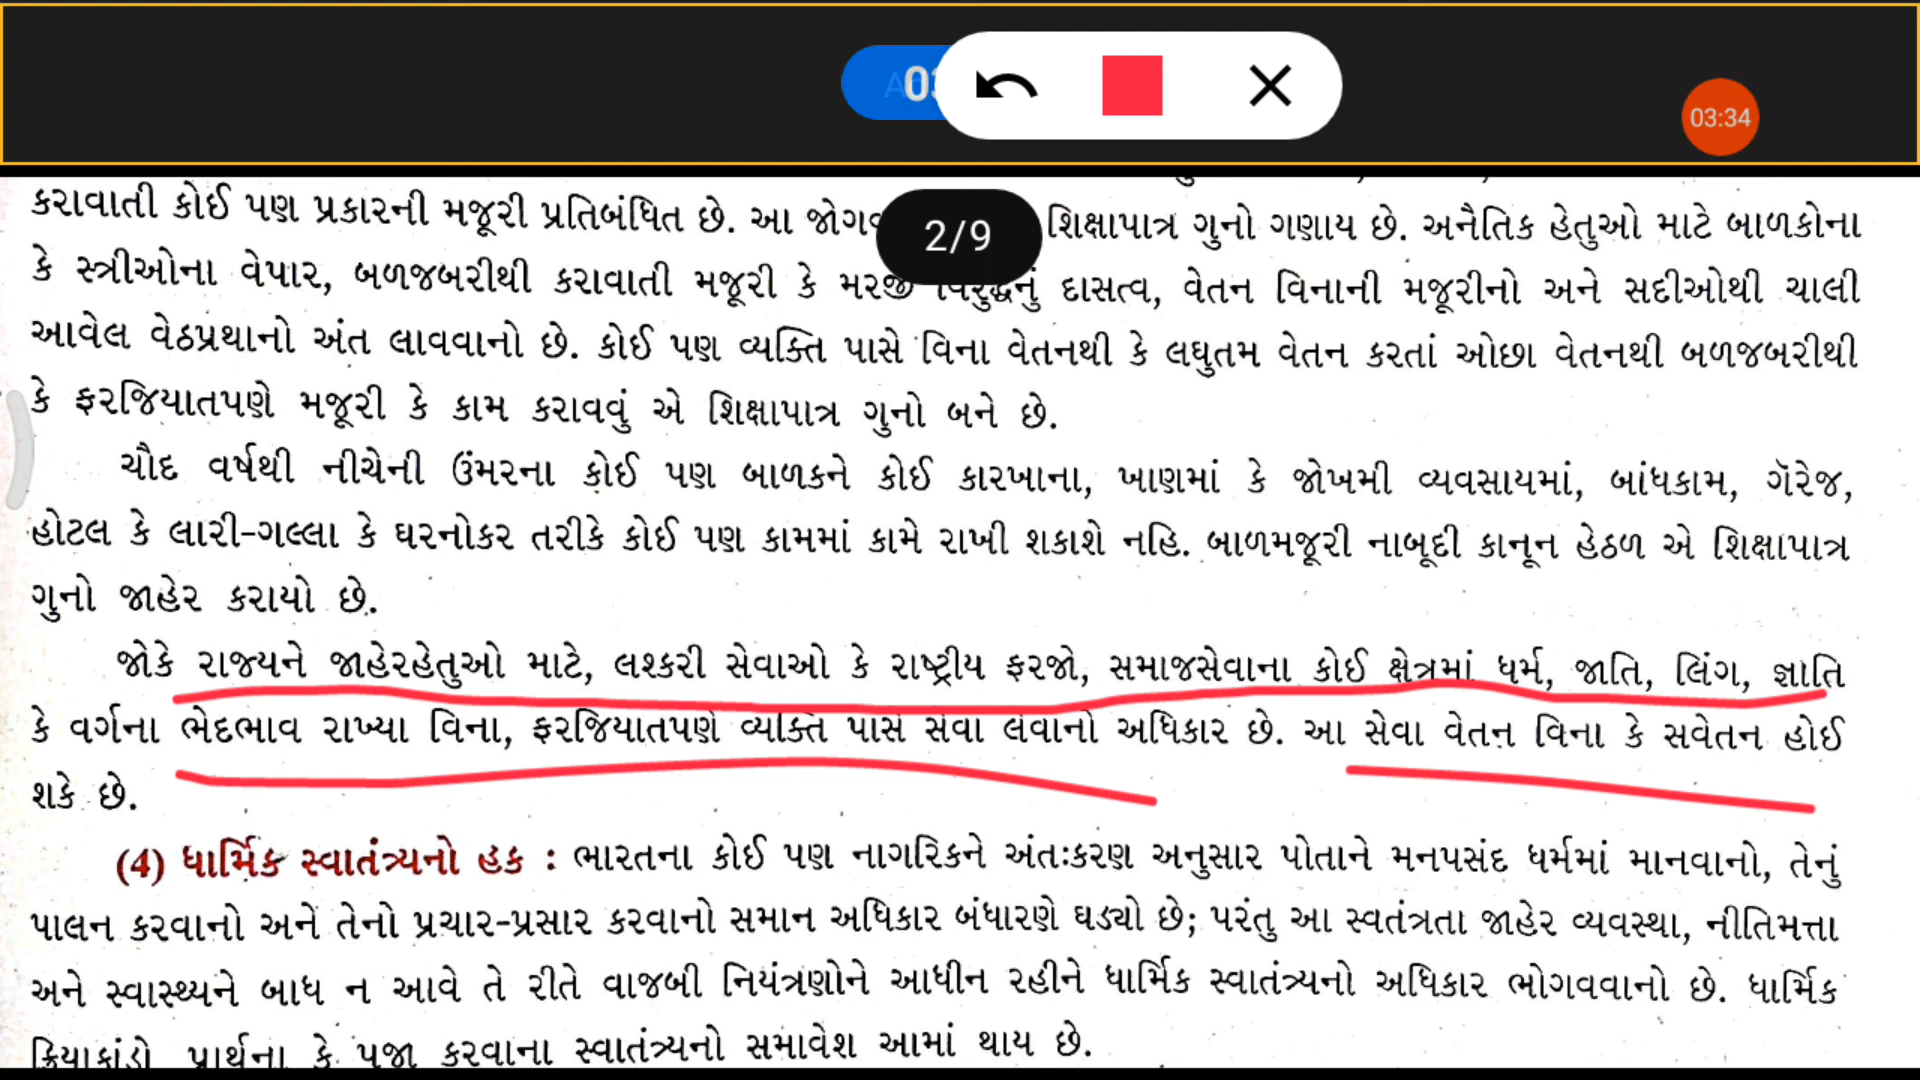 03:34
2/9
કરાવાતી કોઈ પણ પ્રકારની મજૂરી પ્રતિબંધિત છે. આ શિક્ષાપાત્ર ગુનો ગણાય છે. અનૈતિક હેતુઓ માટે બાળકોના
કે સ્ત્રીઓના વેપાર, બળજબરીથી કરાવાતી મજૂરી કે મરજી વિરુદ્ધનું દાસત્વ, વેતન વિનાની મજૂરીનો અને સદીઓથી ચાલી
આવેલ વેઠપ્રથાનો અંત લાવવાનો છે. કોઈ પણ વ્યક્તિ પાસે વિના વેતનથી કે લઘુતમ વેતન કરતાં ઓછા વેતનથી બળજબરીથી
કે ફરજિયાતપણે મજૂરી કે કામ કરાવવું એ શિક્ષાપાત્ર ગુનો બને છે.
ચૌદ વર્ષથી નીચેની ઉંમરના કોઈ પણ બાળકને કોઈ કારખાના, ખાણમાં કે જોખમી વ્યવસાયમાં, બાંધકામ, ગૅરેજ,
હોટલ કે લારી-ગલ્લા કે ઘરનોકર તરીકે કોઈ પણ કામમાં કામે રાખી શકાશે નહિ. બાળમજૂરી નાબૂદી કાનૂન હેઠળ એ શિક્ષાપાત્ર
ગુનો જાહેર કરાયો છે.
જોકે રાજ્યને જાહેરહેતુઓ માટે, લશ્કરી સેવાઓ કે રાષ્ટ્રીય ફરજો, સમાજસેવાના કોઈ ક્ષેત્રમાં ધર્મ, જાતિ, લિંગ, જ્ઞાતિ
કે વર્ગના ભેદભાવ રાખ્યા વિના, ફરજિયાતપણે વ્યક્તિ પાસે સેવા લેવાનો અધિકાર છે. આ સેવા વેતન વિના કે સવેતન હોઈ
શકે છે.
(4) ધાર્મિક સ્વાતંત્ર્યનો હક : ભારતના કોઈ પણ નાગરિકને અંતઃકરણ અનુસાર પોતાને મનપસંદ ધર્મમાં માનવાનો, તેનું
પાલન કરવાનો અને તેનો પ્રચાર-પ્રસાર કરવાનો સમાન અધિકાર બંધારણે ઘડ્યો છે; પરંતુ આ સ્વતંત્રતા જાહેર વ્યવસ્થા, નીતિમત્તા
અને સ્વાસ્થ્યને બાધ ન આવે તે રીતે વાજબી નિયંત્રણોને આધીન રહીને ધાર્મિક સ્વાતંત્ર્યનો અધિકાર ભોગવવાનો છે. ધાર્મિક
ક્રિયાકાંડો, પ્રાર્થના કે પૂજા કરવાના સ્વાતંત્ર્યનો સમાવેશ આમાં થાય છે.